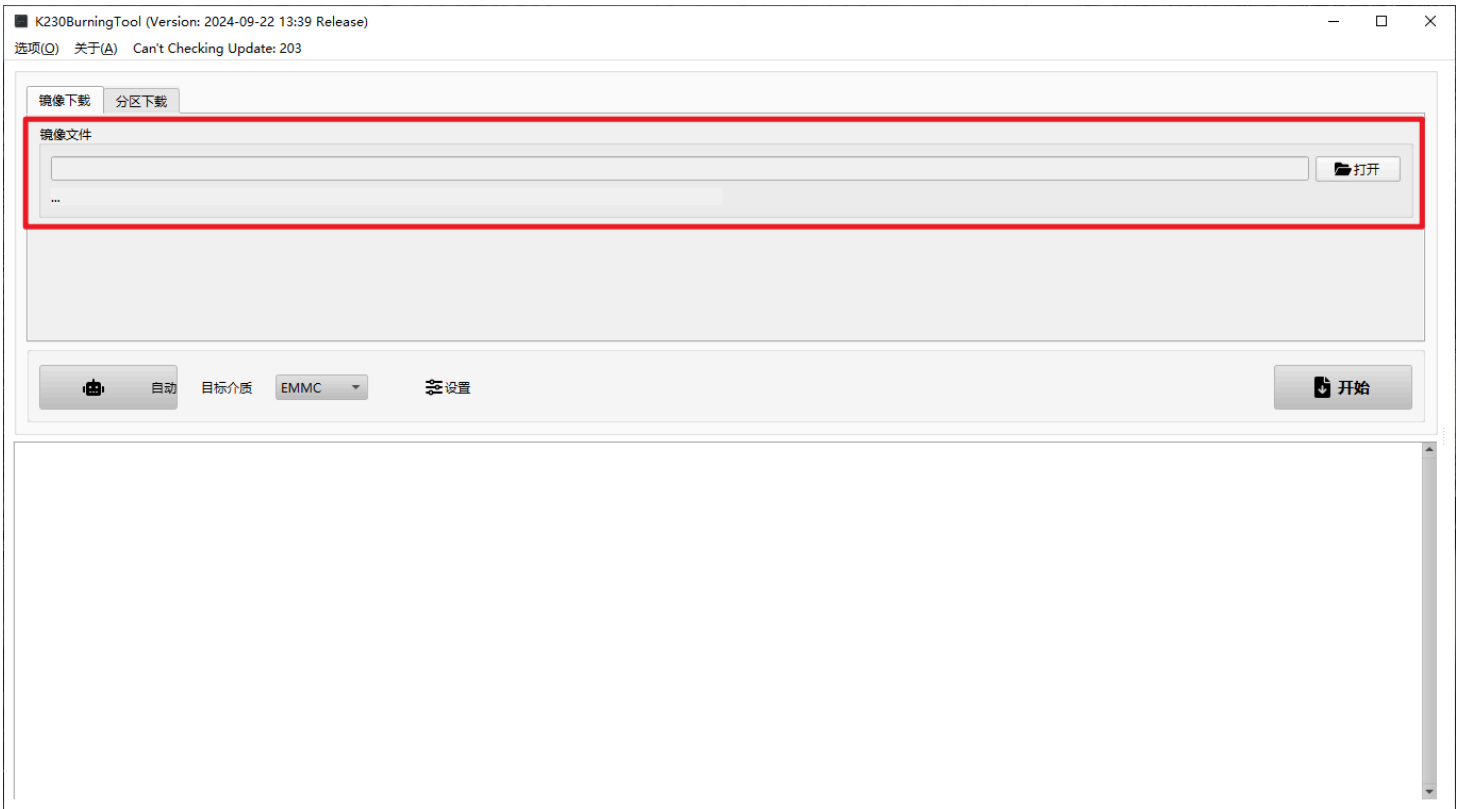 K230BurningTool (Version: 2024-09-22 13:39 Release)
选项(O) 关于(A) Can't Checking Update: 203
镜像下载 分区下载
镜像文件
打开
...
自动 目标介质 EMMC 设置 开始